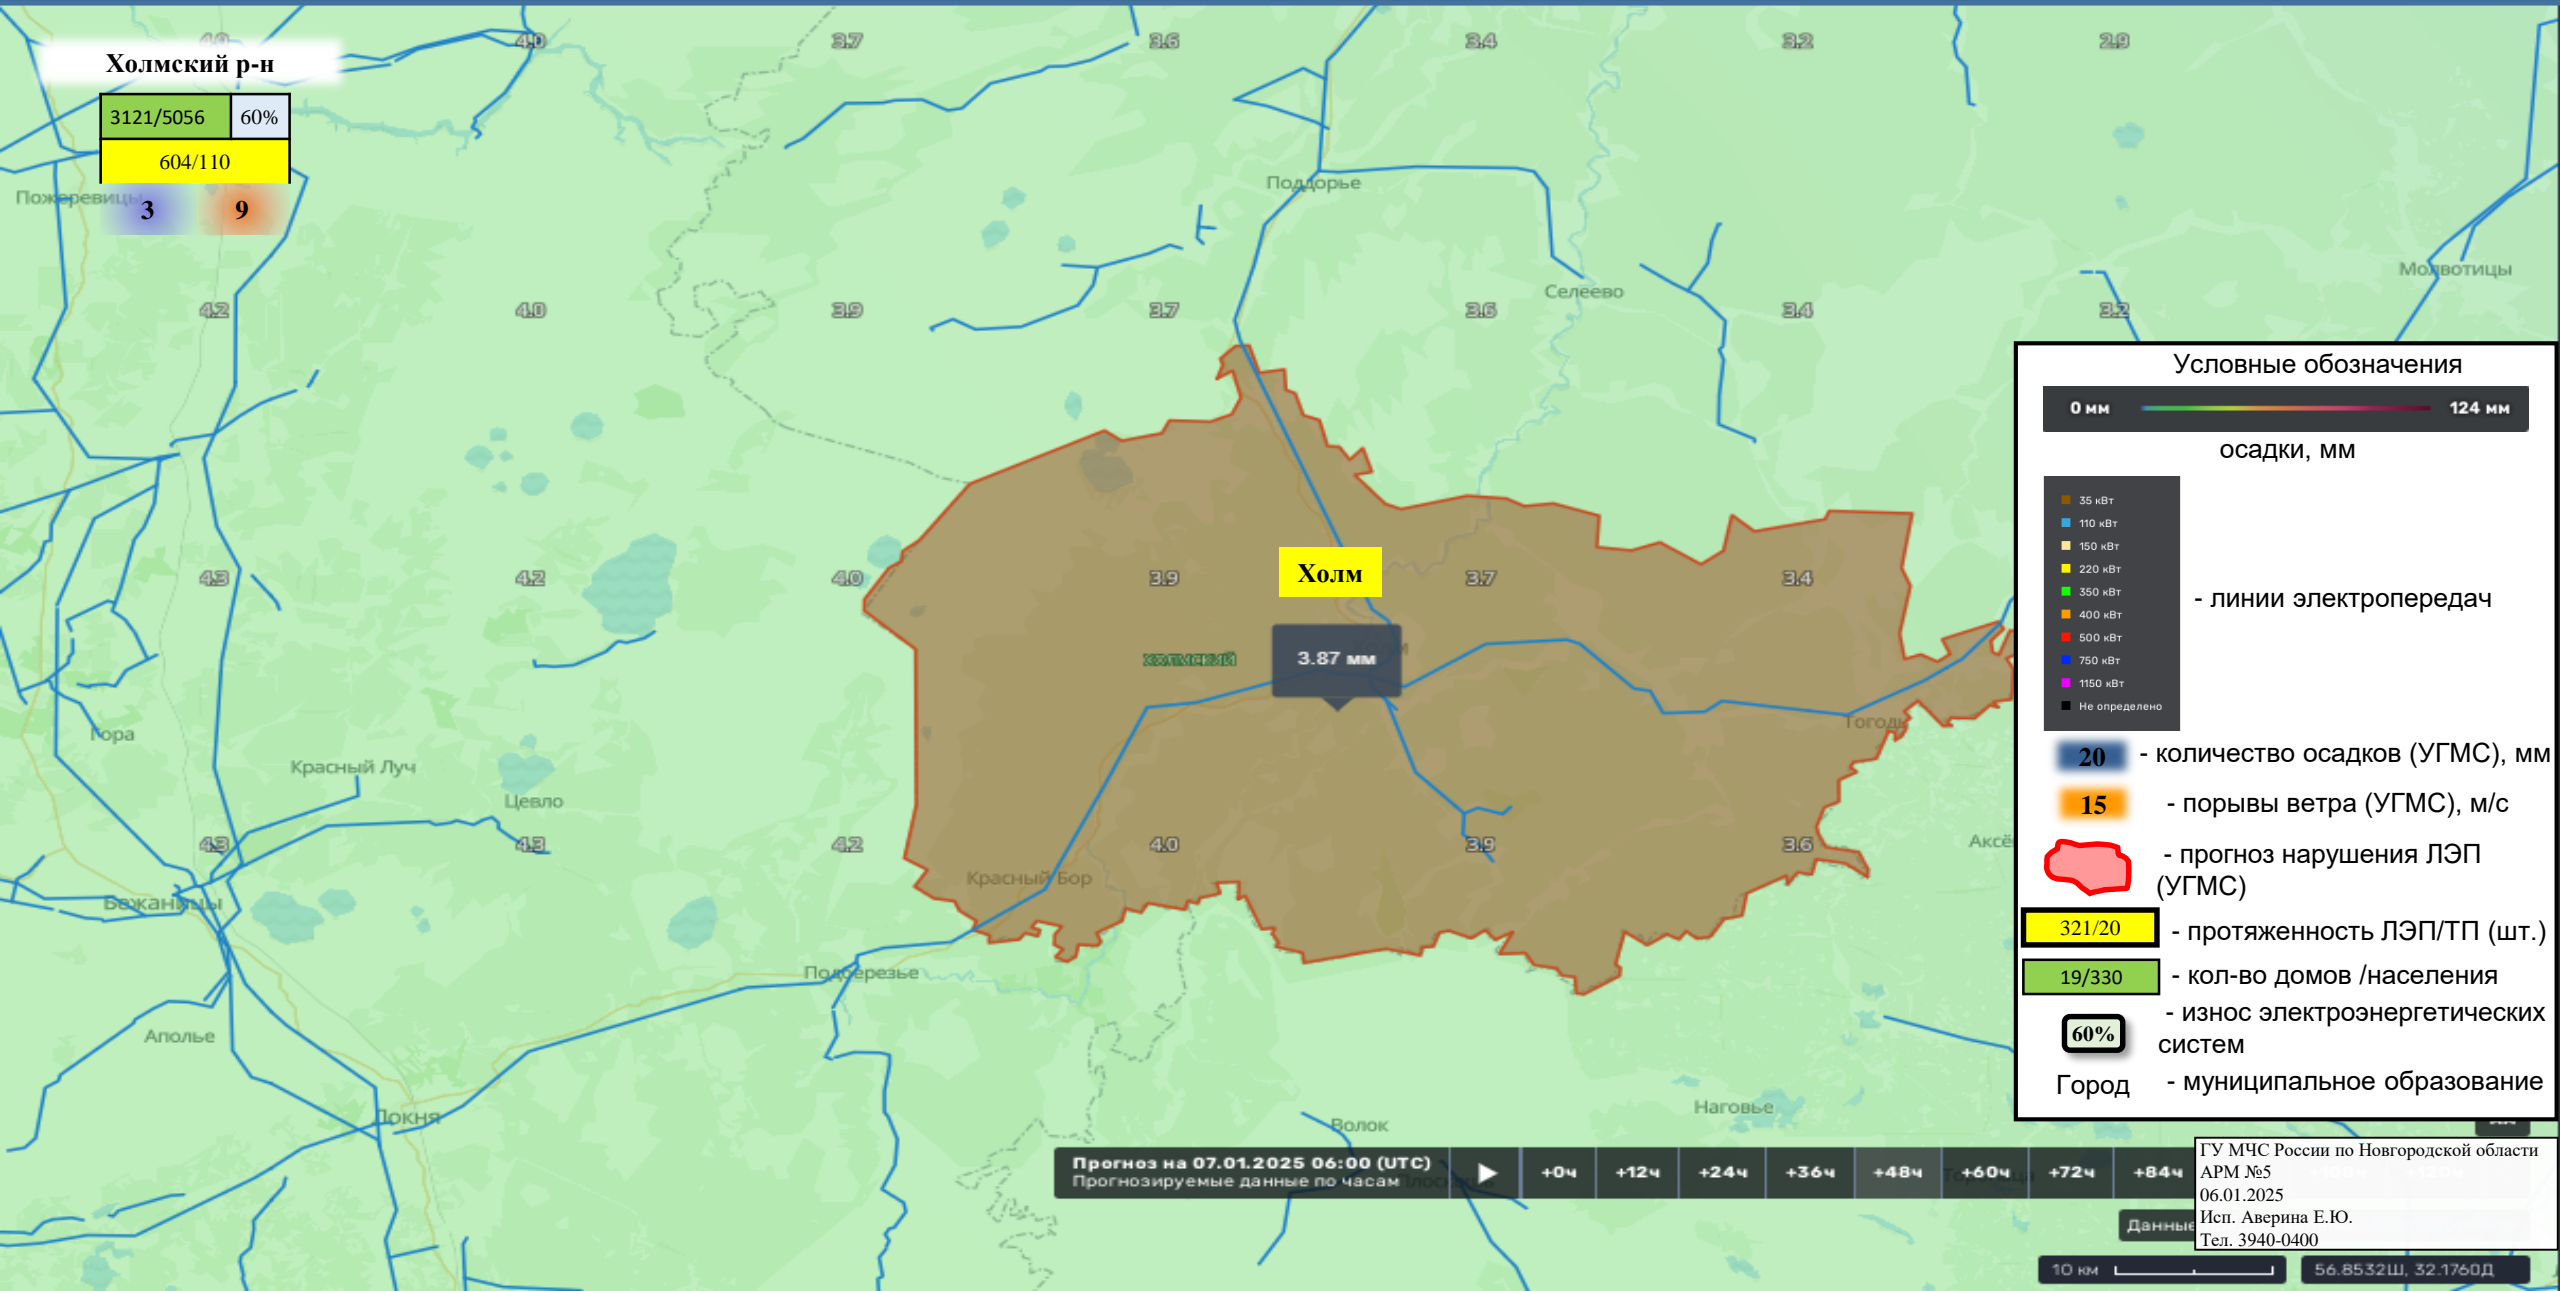 4.0
4.0
3.7
3.6
3.4
3.2
2.9
Холмский р-н
3121/5056
60%
604/110
3
9
Пожеревицы
Поддорье
Селеево
Молвотицы
4.2
4.0
3.9
3.7
3.6
3.4
3.2
4.3
4.2
4.0
3.9
Холм
3.7
3.4
ХОЛМСКИЙ
3.87 мм
Тогодь
Гора
Красный Луч
Цевло
4.3
4.3
4.2
4.0
3.9
3.6
Красный Бор
Бежаницы
Подберезье
Аполье
Локня
Наговье
Волок
Условные обозначения
0 мм
124 мм
осадки, мм
35 кВт
110 кВт
150 кВт
220 кВт
350 кВт
400 кВт
500 кВт
750 кВт
1150 кВт
Не определено
- линии электропередач
20 - количество осадков (УГМС), мм
15 - порывы ветра (УГМС), м/с
- прогноз нарушения ЛЭП
(УГМС)
321/20 - протяженность ЛЭП/ТП (шт.)
19/330 - кол-во домов /населения
60% - износ электроэнергетических
систем
Город - муниципальное образование
Прогноз на 07.01.2025 06:00 (UTC)
Прогнозируемые данные по часам
+0ч
+12ч
+24ч
+36ч
+48ч
+60ч
+72ч
+84ч
Данные
ГУ МЧС России по Новгородской области
АРМ №5
06.01.2025
Исп. Аверина Е.Ю.
Тел. 3940-0400
10 км
56.8532Ш, 32.1760Д